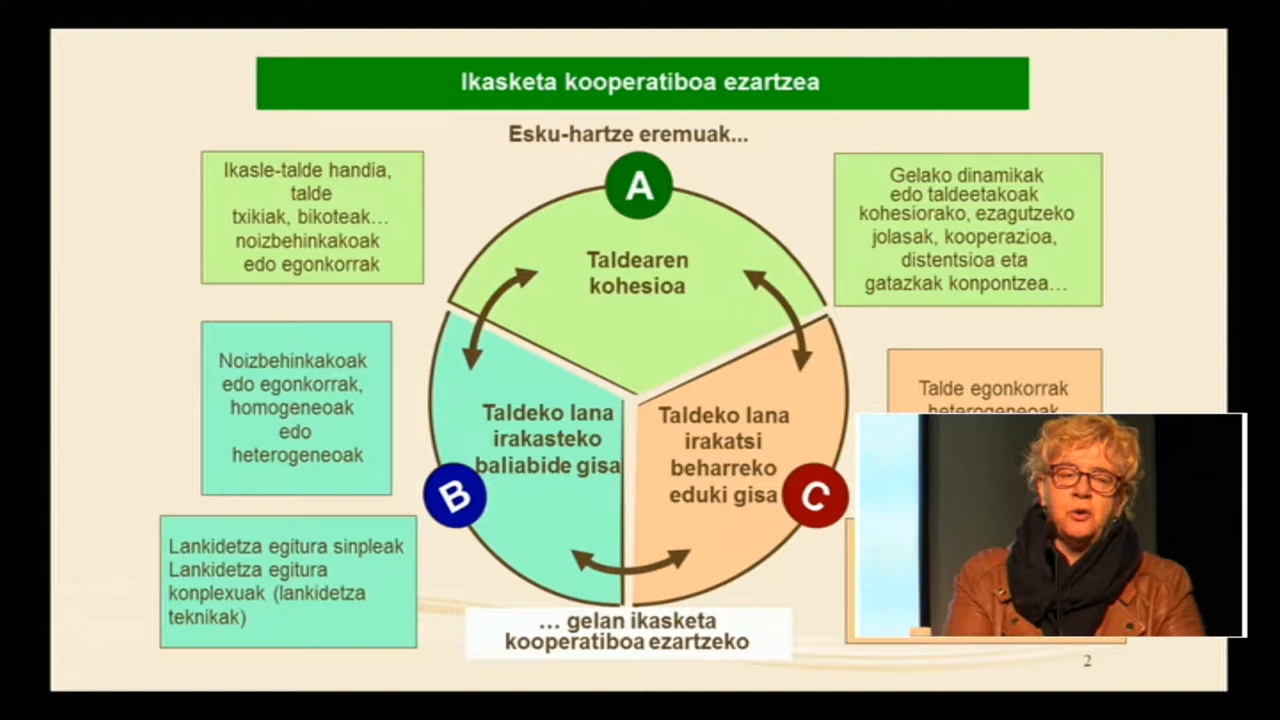 Ikasketa kooperatiboa ezartzea
Esku-hartze eremuak...
A
Ikasle-talde handia,
talde
txikiak, bikoteak…
noizbehinkakoak
edo egonkorrak
Gelako dinamikak
edo taldeetakoak
kohesiorako, ezagutzeko
jolasak, kooperazioa,
distentsioa eta
gatazkak konpontzea…
Taldearen
kohesioa
Noizbehinkakoak
edo egonkorrak,
homogeneoak
edo
heterogeneoak
Talde egonkorrak
heterogeneoak
Taldeko lana
irakasteko
baliabide gisa
B
Taldeko lana
irakatsi
beharreko
eduki gisa
C
Lankidetza egitura sinpleak
Lankidetza egitura
konplexuak (lankidetza
teknikak)
… gelan ikasketa
kooperatiboa ezartzeko
2